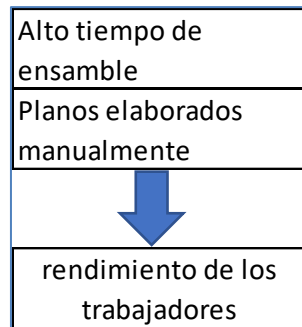 Alto tiempo de
ensamble
Planos elaborados
manualmente
rendimiento de los
trabajadores